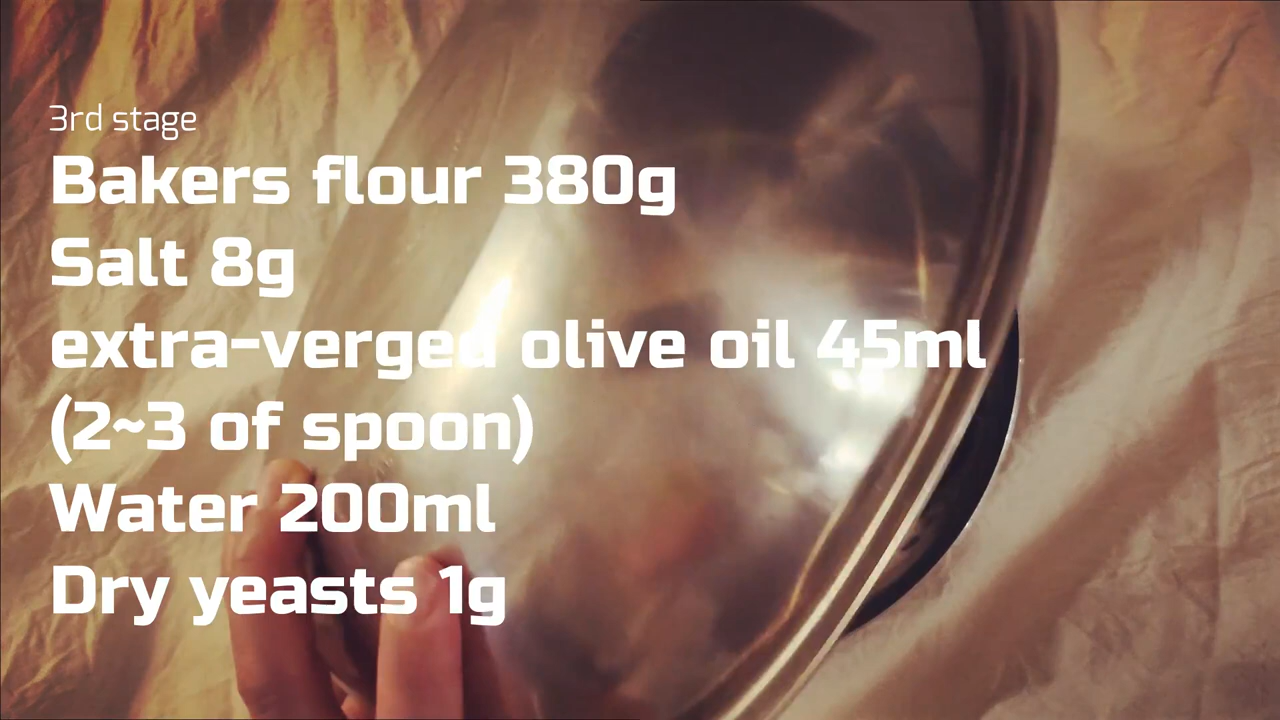 3rd stage
Bakers flour 380g
Salt 8g
extra-verged olive oil 45ml
(2~3 of spoon)
Water 200ml
Dry yeasts 1g